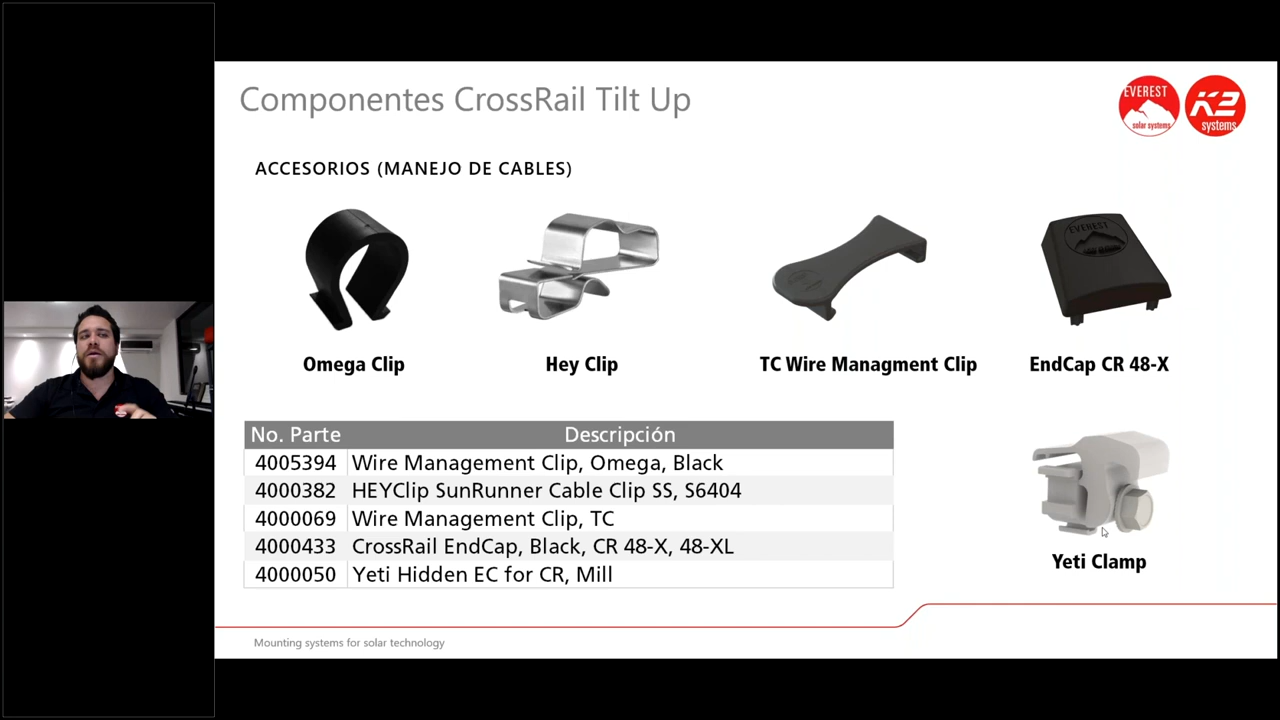 Componentes CrossRail Tilt Up
EVEREST
solar systems
K2
systems
ACCESORIOS (MANEJO DE CABLES)
EVEREST
Omega Clip
Hey Clip
TC Wire Managment Clip
EndCap CR 48-X
No. Parte Descripción
4005394 Wire Management Clip, Omega, Black
4000382 HEYClip SunRunner Cable Clip SS, S6404
4000069 Wire Management Clip, TC
4000433 CrossRail EndCap, Black, CR 48-X, 48-XL
4000050 Yeti Hidden EC for CR, Mill
Yeti Clamp
Mounting systems for solar technology